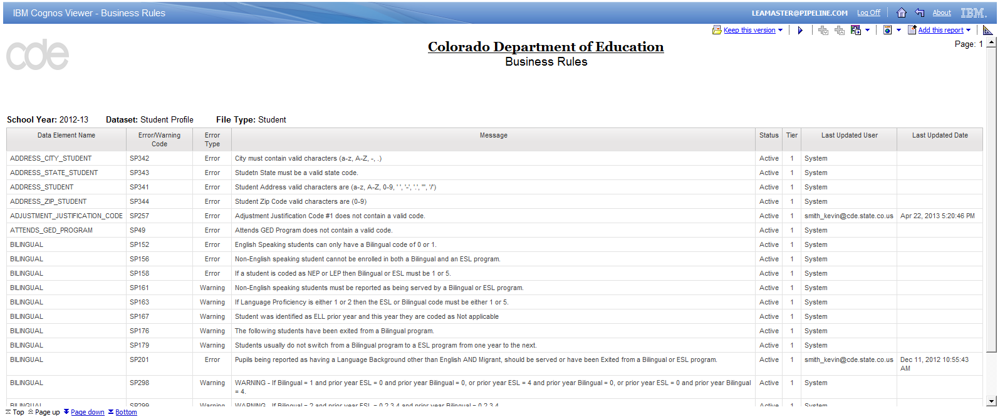 IBM Cognos Viewer - Business Rules
LEAMASTER@PIPELINE.COM Log Off About IBM.
Keep this version Add this report
cde
Colorado Department of Education
Business Rules
Page: 1
School Year: 2012-13 Dataset: Student Profile File Type: Student
Data Element Name Error/Warning Code Error Type Message Status Tier Last Updated User Last Updated Date
ADDRESS_CITY_STUDENT SP342 Error City must contain valid characters (a-z, A-Z, -, .) Active 1 System
ADDRESS_STATE_STUDENT SP343 Error Studetn State must be a valid state code. Active 1 System
ADDRESS_STUDENT SP341 Error Student Address valid characters are (a-z, A-Z, 0-9, ' ', '-', '.', '"', '/') Active 1 System
ADDRESS_ZIP_STUDENT SP344 Error Student Zip Code valid characters are (0-9) Active 1 System
ADJUSTMENT_JUSTIFICATION_CODE SP257 Error Adjustment Justification Code #1 does not contain a valid code. Active 1 smith_kevin@cde.state.co.us Apr 22, 2013 5:20:46 PM
ATTENDS_GED_PROGRAM SP49 Error Attends GED Program does not contain a valid code. Active 1 System
BILINGUAL SP152 Error English Speaking students can only have a Bilingual code of 0 or 1. Active 1 System
BILINGUAL SP156 Error Non-English speaking student cannot be enrolled in both a Bilingual and an ESL program. Active 1 System
BILINGUAL SP158 Error If a student is coded as NEP or LEP then Bilingual or ESL must be 1 or 5. Active 1 System
BILINGUAL SP161 Warning Non-English speaking students must be reported as being served by a Bilingual or ESL program. Active 1 System
BILINGUAL SP163 Warning If Language Proficiency is either 1 or 2 then the ESL or Bilingual code must be either 1 or 5. Active 1 System
BILINGUAL SP167 Warning Student was identified as ELL prior year and this year they are coded as Not applicable Active 1 System
BILINGUAL SP176 Warning The following students have been exited from a Bilingual program. Active 1 System
BILINGUAL SP179 Warning Students usually do not switch from a Bilingual program to a ESL program from one year to the next. Active 1 System
BILINGUAL SP201 Error Pupils being reported as having a Language Background other than English AND Migrant, should be served or have been Exited from a Bilingual or ESL program. Active 1 smith_kevin@cde.state.co.us Dec 11, 2012 10:55:43
AM
BILINGUAL SP298 Warning WARNING - If Bilingual = 1 and prior year ESL = 0 and prior year Bilingual = 0, or prior year ESL = 4 and prior year Bilingual = 0, or prior year ESL = 0 and prior year Bilingual Active 1 System
= 4.
BILINGUAL SP299 Warning WARNING - If Bilingual = 2 and prior year ESL = 0,2,3,4 and prior year Bilingual = 0,2,3,4 Active 1 System
Top Page up Page down Bottom